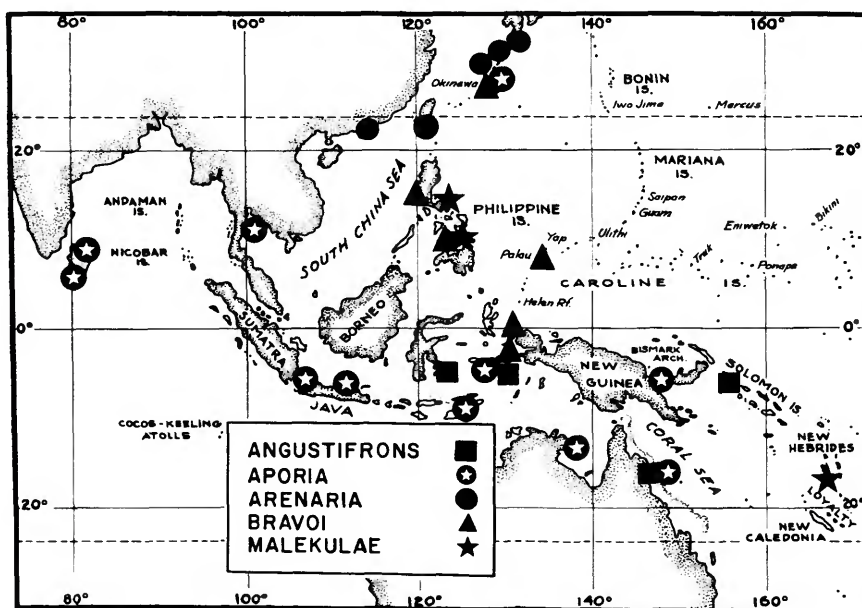 80° 100° 120° 140° 160°
Okinawa
BONIN
IS.
Iwo Jima Marcus
20° 20°
MARIANA
IS.
ANDAMAN
IS.
SOUTH CHINA SEA
PHILIPPINE
IS.
Saipan
Guam
Eniwetok Bikini
NICOBAR
IS.
Yap Ulithi
Palau
Truk Ponape
CAROLINE IS.
Helen Rf.
0° 0°
SUMATRA
BORNEO
NEW
GUINEA
BISMARK
ARCH.
SOLOMON IS.
JAVA
COCOS-KEELING
ATOLLS
CORAL SEA
NEW
HEBRIDES
LOYALTY
NEW
CALEDONIA
20°
ANGUSTIFRONS
APORIA
ARENARIA
BRAVOI
MALEKULAE
80° 100° 120° 140° 160°